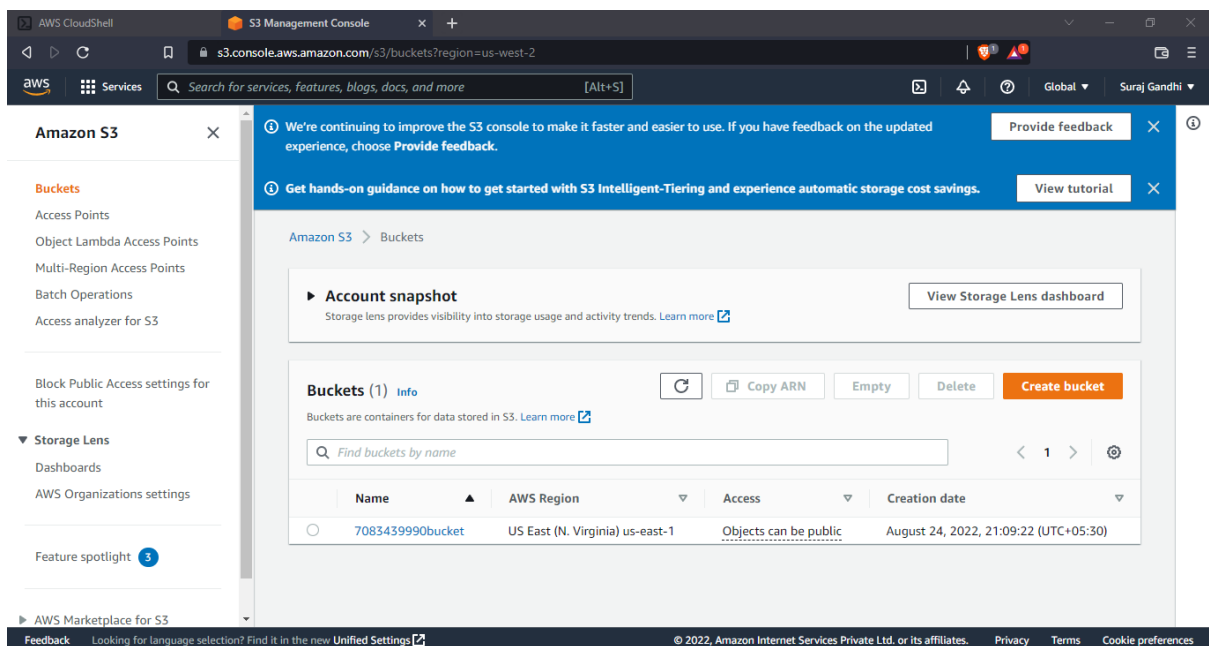 AWS CloudShell
S3 Management Console
s3.console.aws.amazon.com/s3/buckets?region=us-west-2
1
1
aws
Services
Search for services, features, blogs, docs, and more
[Alt+S]
Global
Suraj Gandhi
Amazon S3
Buckets
Access Points
Object Lambda Access Points
Multi-Region Access Points
Batch Operations
Access analyzer for S3
Block Public Access settings for
this account
Storage Lens
Dashboards
AWS Organizations settings
Feature spotlight 3
AWS Marketplace for S3
We're continuing to improve the S3 console to make it faster and easier to use. If you have feedback on the updated
experience, choose Provide feedback.
Provide feedback
Get hands-on guidance on how to get started with S3 Intelligent-Tiering and experience automatic storage cost savings.
View tutorial
Amazon S3 > Buckets
Account snapshot
Storage lens provides visibility into storage usage and activity trends. Learn more
View Storage Lens dashboard
Buckets (1) Info
Copy ARN
Empty
Delete
Create bucket
Buckets are containers for data stored in S3. Learn more
Find buckets by name
1
Name AWS Region Access Creation date
7083439990bucket US East (N. Virginia) us-east-1 Objects can be public August 24, 2022, 21:09:22 (UTC+05:30)
Feedback Looking for language selection? Find it in the new Unified Settings © 2022, Amazon Internet Services Private Ltd. or its affiliates. Privacy Terms Cookie preferences